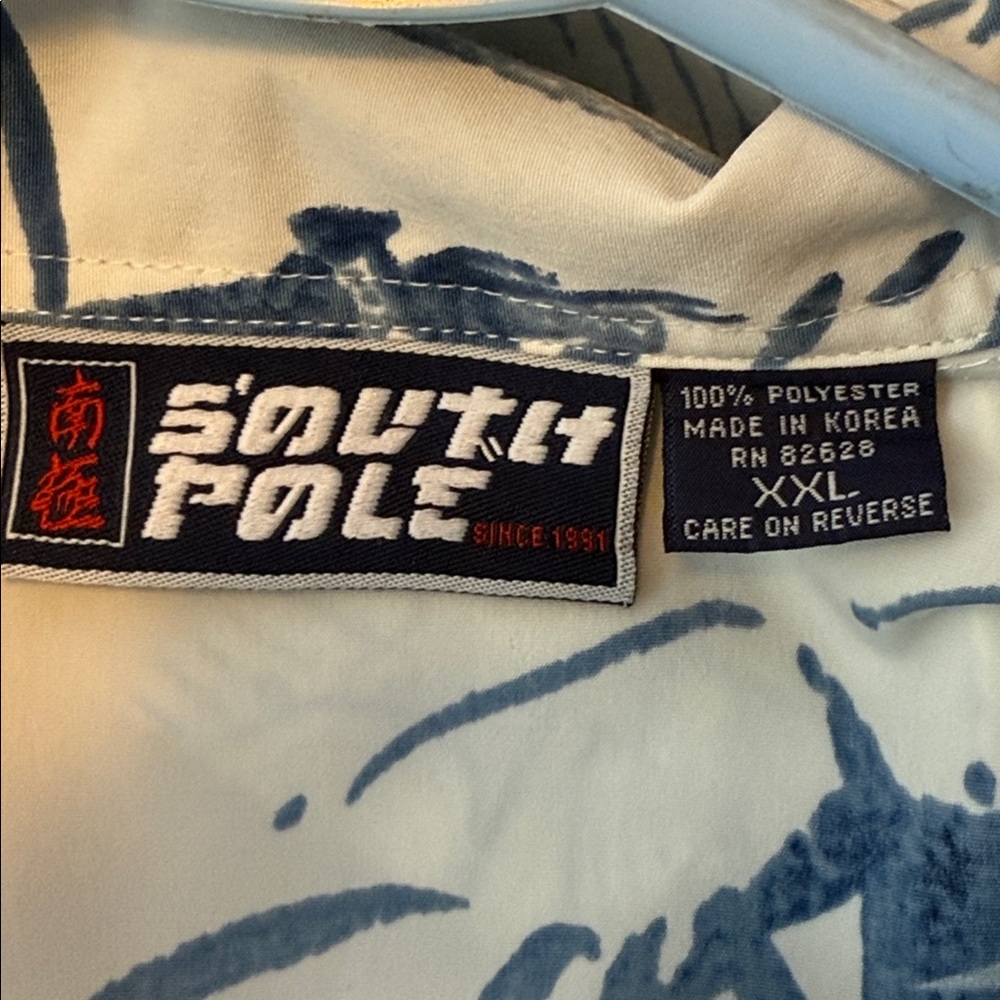 南極
SOUTH
POLE
SINCE 1991
100% POLYESTER
MADE IN KOREA
RN 82628
XXL
CARE ON REVERSE